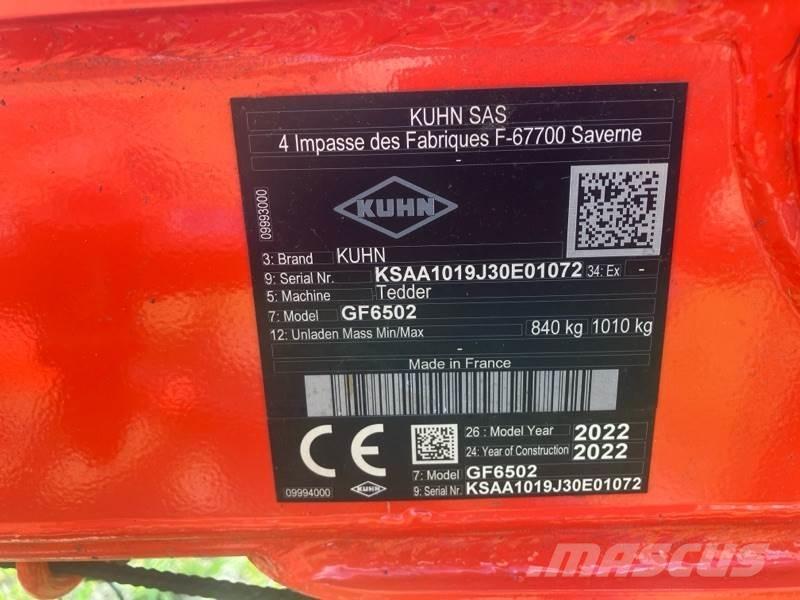 KUHN SAS
4 Impasse des Fabriques F-67700 Saverne
-
09993000
KUHN
3: Brand KUHN
9: Serial Nr. KSAA1019J30E01072 34: Ex -
5: Machine Tedder
7: Model GF6502
12: Unladen Mass Min/Max 840 kg 1010 kg
-
Made in France
CE
26 : Model Year 2022
24: Year of Construction 2022
7: Model GF6502
09994000 KUHN 9: Serial Nr. KSAA1019J30E01072
MASCUS